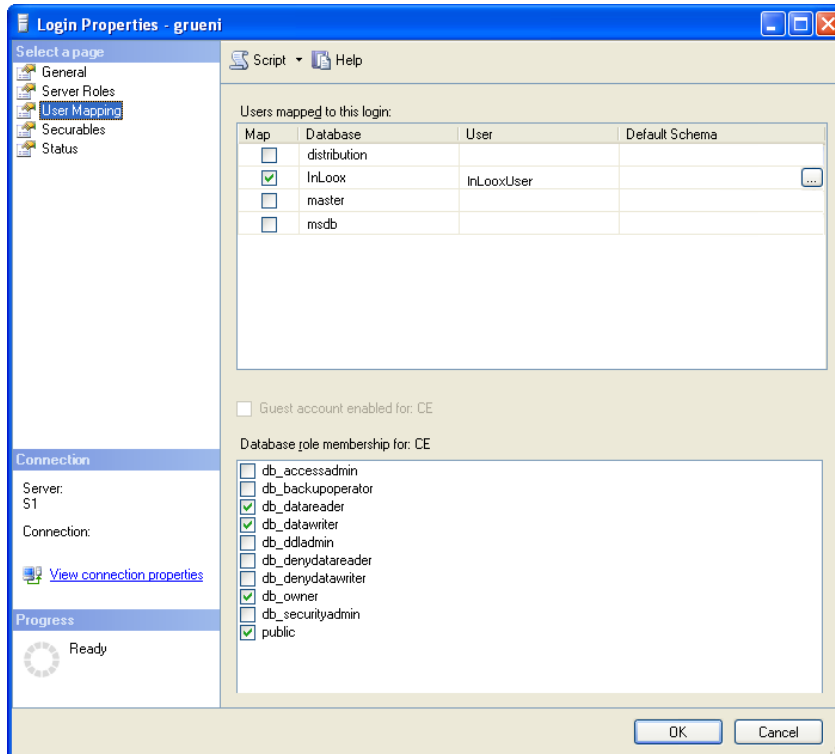 Login Properties - grueni
Select a page
General
Server Roles
User Mapping
Securables
Status
Script Help
Users mapped to this login:
Map Database User Default Schema
distribution
InLoox InLooxUser ...
master
msdb
Guest account enabled for: CE
Database role membership for: CE
db_accessadmin
db_backupoperator
db_datareader
db_datawriter
db_ddladmin
db_denydatareader
db_denydatawriter
db_owner
db_securityadmin
public
Connection
Server:
S1
Connection:
View connection properties
Progress
Ready
OK Cancel